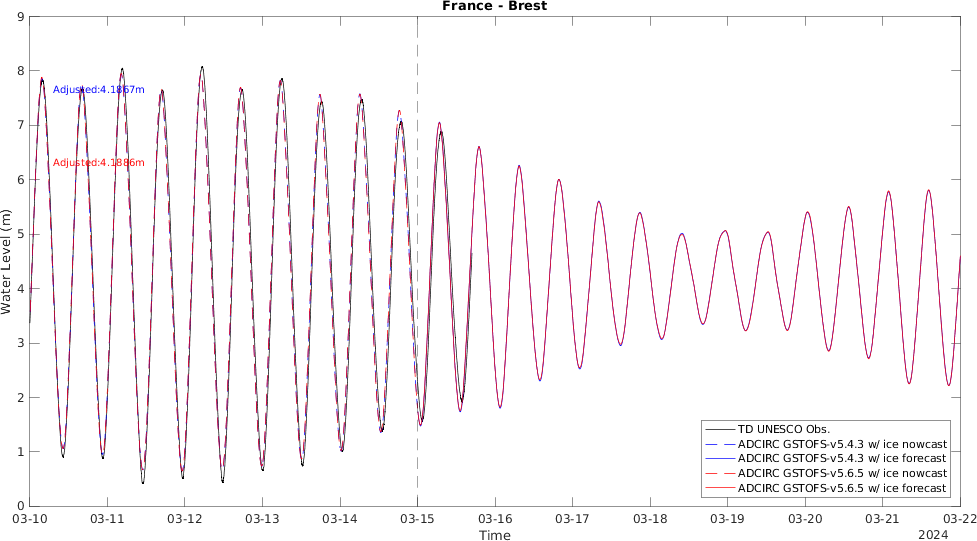 France - Brest
9
8
7
6
5
4
3
2
1
0
Water Level (m)
Adjusted:4.1867m
Adjusted:4.1886m
TD UNESCO Obs.
ADCIRC GSTOFS-v5.4.3 w/ ice nowcast
ADCIRC GSTOFS-v5.4.3 w/ ice forecast
ADCIRC GSTOFS-v5.6.5 w/ ice nowcast
ADCIRC GSTOFS-v5.6.5 w/ ice forecast
03-10 03-11 03-12 03-13 03-14 03-15 03-16 03-17 03-18 03-19 03-20 03-21 03-22
Time
2024